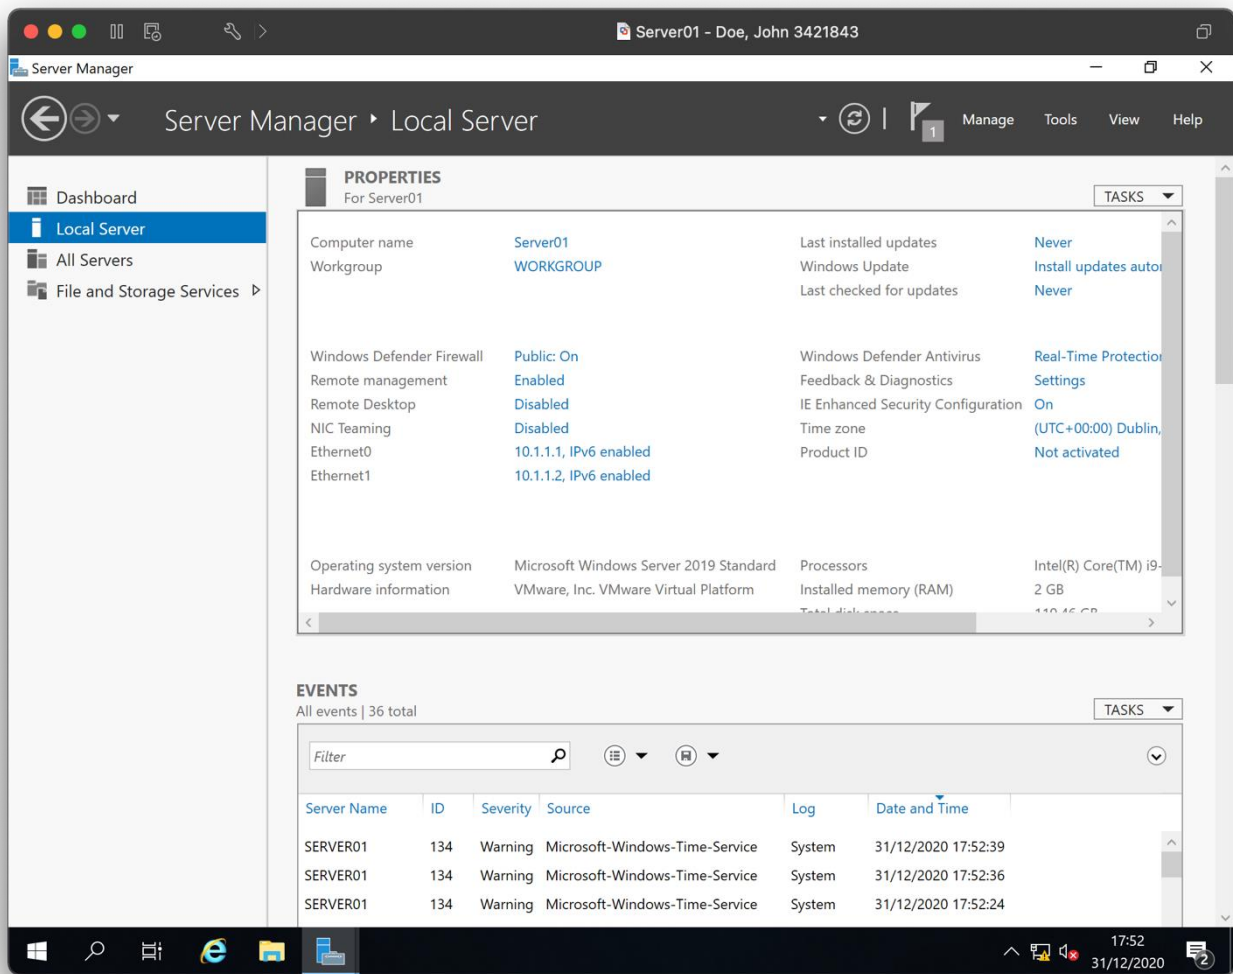 Server01 - Doe, John 3421843
Server Manager
Server Manager ‣ Local Server
1
Manage Tools View Help
Dashboard
Local Server
All Servers
File and Storage Services
PROPERTIES
For Server01
TASKS
Computer name Server01 Last installed updates Never
Workgroup WORKGROUP Windows Update Install updates autor
Last checked for updates Never
Windows Defender Firewall Public: On Windows Defender Antivirus Real-Time Protection
Remote management Enabled Feedback & Diagnostics Settings
Remote Desktop Disabled IE Enhanced Security Configuration On
NIC Teaming Disabled Time zone (UTC+00:00) Dublin,
Ethernet0 10.1.1.1, IPv6 enabled Product ID Not activated
Ethernet1 10.1.1.2, IPv6 enabled
Operating system version Microsoft Windows Server 2019 Standard Processors Intel(R) Core(TM) i9-
Hardware information VMware, Inc. VMware Virtual Platform Installed memory (RAM) 2 GB
Total disk space 119.46 GB
EVENTS
All events | 36 total
TASKS
Filter
Server Name ID Severity Source Log Date and Time
SERVER01 134 Warning Microsoft-Windows-Time-Service System 31/12/2020 17:52:39
SERVER01 134 Warning Microsoft-Windows-Time-Service System 31/12/2020 17:52:36
SERVER01 134 Warning Microsoft-Windows-Time-Service System 31/12/2020 17:52:24
17:52
31/12/2020
2